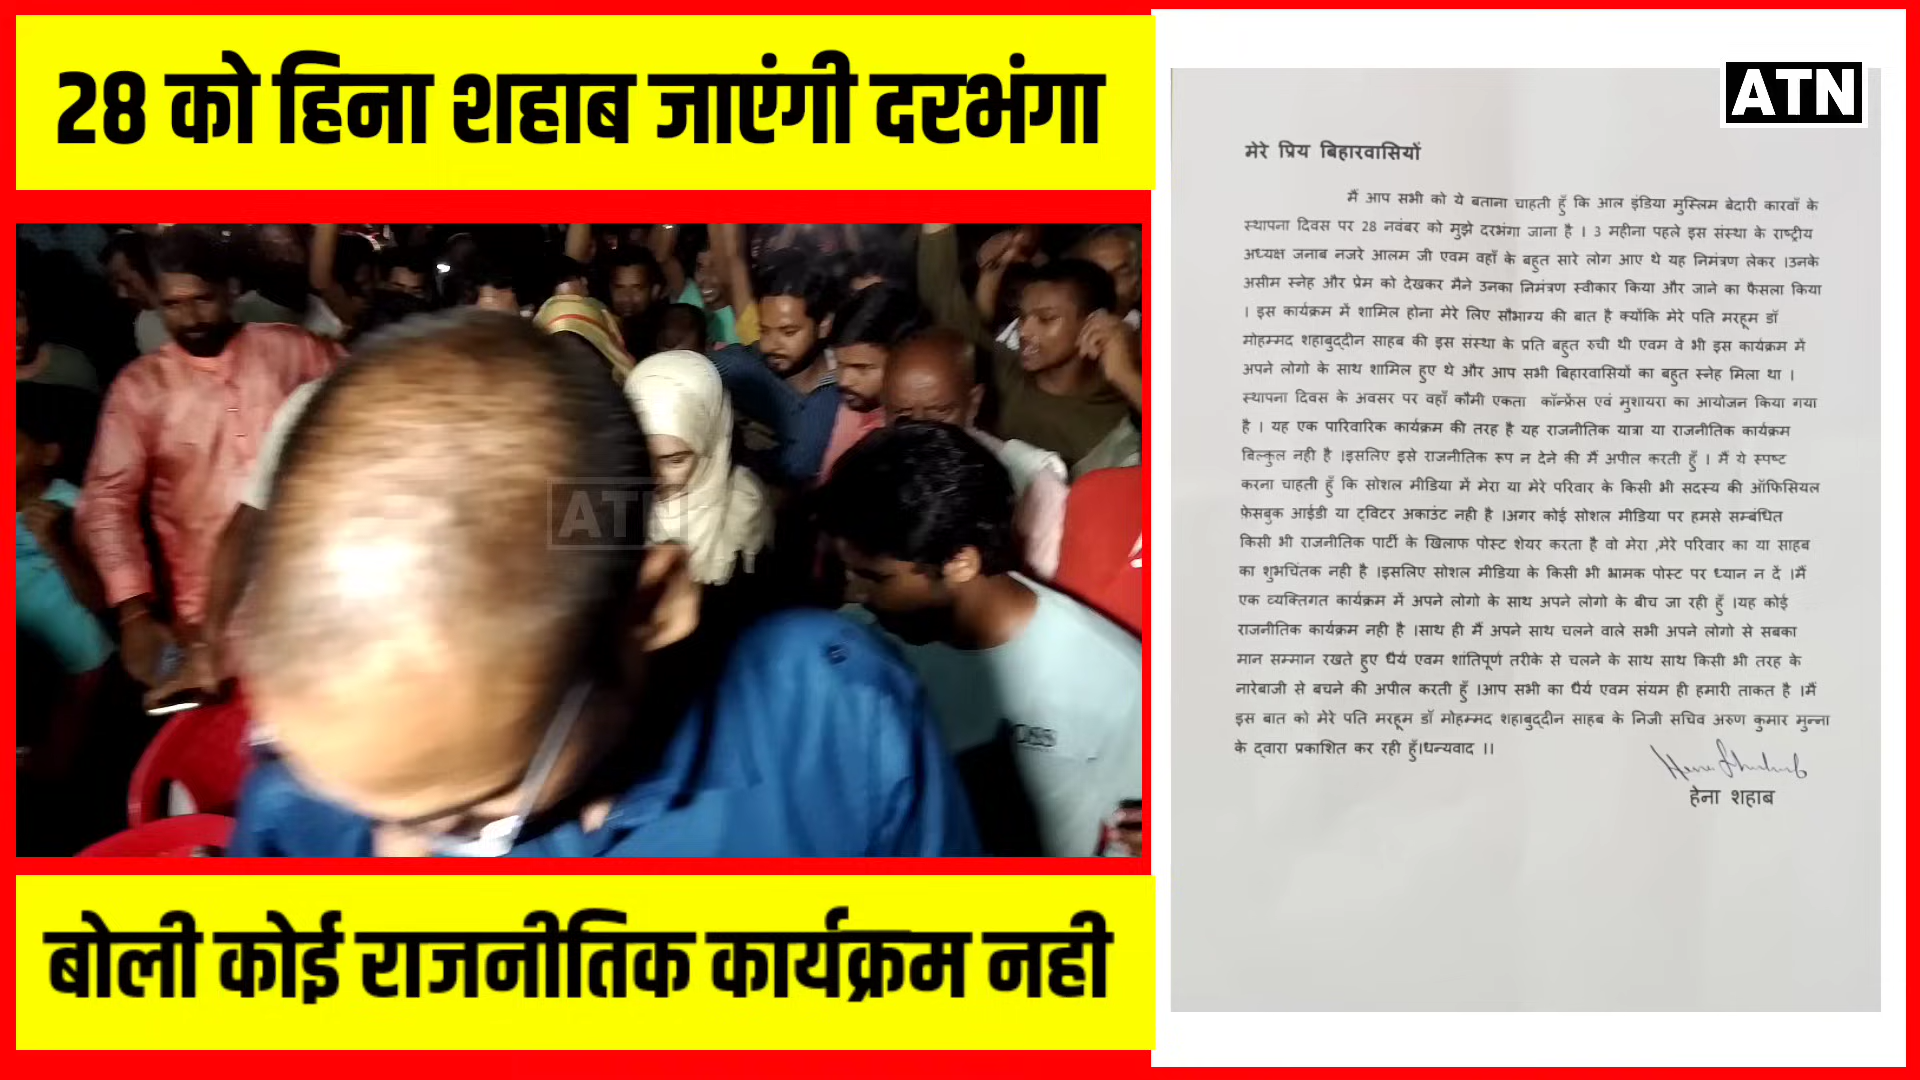 28 को हिना शहाब जाएंगी दरभंगा
ATN
बोली कोई राजनीतिक कार्यक्रम नही
ATN
मेरे प्रिय बिहारवासियों
मैं आप सभी को ये बताना चाहती हूँ कि आल इंडिया मुस्लिम बेदारी कारवाँ के
स्थापना दिवस पर 28 नवंबर को मुझे दरभंगा जाना है । 3 महीना पहले इस संस्था के राष्ट्रीय
अध्यक्ष जनाब नजरे आलम जी एवम वहाँ के बहुत सारे लोग आए थे यह निमंत्रण लेकर ।उनके
असीम स्नेह और प्रेम को देखकर मैने उनका निमंत्रण स्वीकार किया और जाने का फैसला किया
। इस कार्यक्रम में शामिल होना मेरे लिए सौभाग्य की बात है क्योंकि मेरे पति मरहूम डॉ
मोहम्मद शहाबुद्दीन साहब की इस संस्था के प्रति बहुत रुची थी एवम वे भी इस कार्यक्रम में
अपने लोगो के साथ शामिल हुए थे और आप सभी बिहारवासियों का बहुत स्नेह मिला था ।
स्थापना दिवस के अवसर पर वहाँ कौमी एकता कॉन्फ्रेंस एवं मुशायरा का आयोजन किया गया
है । यह एक पारिवारिक कार्यक्रम की तरह है यह राजनीतिक यात्रा या राजनीतिक कार्यक्रम
बिल्कुल नही है ।इसलिए इसे राजनीतिक रूप न देने की मैं अपील करती हूँ । मैं ये स्पष्ट
करना चाहती हूँ कि सोशल मीडिया में मेरा या मेरे परिवार के किसी भी सदस्य की ऑफिसियल
फ़ेसबुक आईडी या ट्विटर अकाउंट नही है ।अगर कोई सोशल मीडिया पर हमसे सम्बंधित
किसी भी राजनीतिक पार्टी के खिलाफ पोस्ट शेयर करता है वो मेरा ,मेरे परिवार का या साहब
का शुभचिंतक नही है ।इसलिए सोशल मीडिया के किसी भी भ्रामक पोस्ट पर ध्यान न दें ।मैं
एक व्यक्तिगत कार्यक्रम में अपने लोगो के साथ अपने लोगो के बीच जा रही हूँ ।यह कोई
राजनीतिक कार्यक्रम नही है ।साथ ही मैं अपने साथ चलने वाले सभी अपने लोगो से सबका
मान सम्मान रखते हुए धैर्य एवम शांतिपूर्ण तरीके से चलने के साथ साथ किसी भी तरह के
नारेबाजी से बचने की अपील करती हूँ ।आप सभी का धैर्य एवम संयम ही हमारी ताकत है ।मैं
इस बात को मेरे पति मरहूम डॉ मोहम्मद शहाबुद्दीन साहब के निजी सचिव अरुण कुमार मुन्ना
के द्वारा प्रकाशित कर रही हूँ।धन्यवाद ।।
हेना शहाब